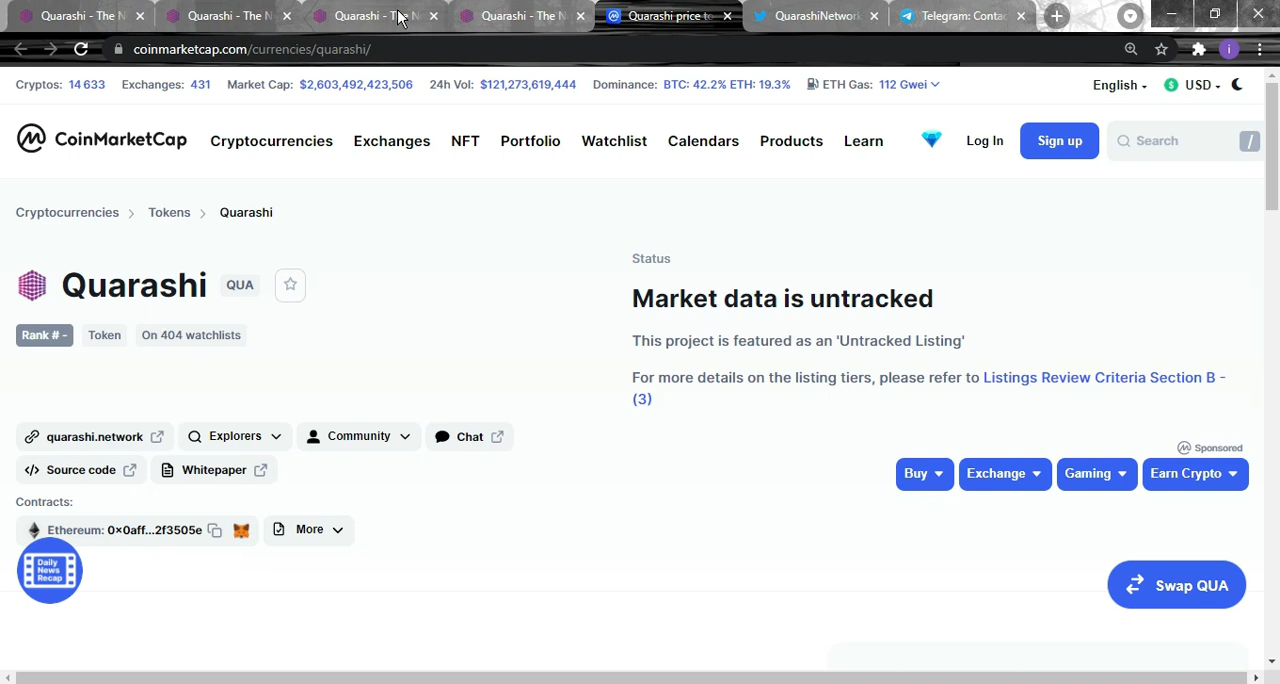 Quarashi - The N
Quarashi - The N
Quarashi - The N
Quarashi - The N
Quarashi price to
QuarashiNetwork
Telegram: Contac
coinmarketcap.com/currencies/quarashi/
i
Cryptos: 14 633 Exchanges: 431 Market Cap: $2,603,492,423,506 24h Vol: $121,273,619,444 Dominance: BTC: 42.2% ETH: 19.3% ETH Gas: 112 Gwei English $ USD
CoinMarketCap Cryptocurrencies Exchanges NFT Portfolio Watchlist Calendars Products Learn Log In Sign up Search /
Cryptocurrencies > Tokens > Quarashi
Status
Quarashi QUA
Market data is untracked
Rank # - Token On 404 watchlists
This project is featured as an 'Untracked Listing'
For more details on the listing tiers, please refer to Listings Review Criteria Section B -
(3)
quarashi.network Explorers Community Chat
Sponsored
Source code Whitepaper
Buy Exchange Gaming Earn Crypto
Contracts:
Ethereum: 0x0aff...2f3505e More
Daily
News
Recap
Swap QUA